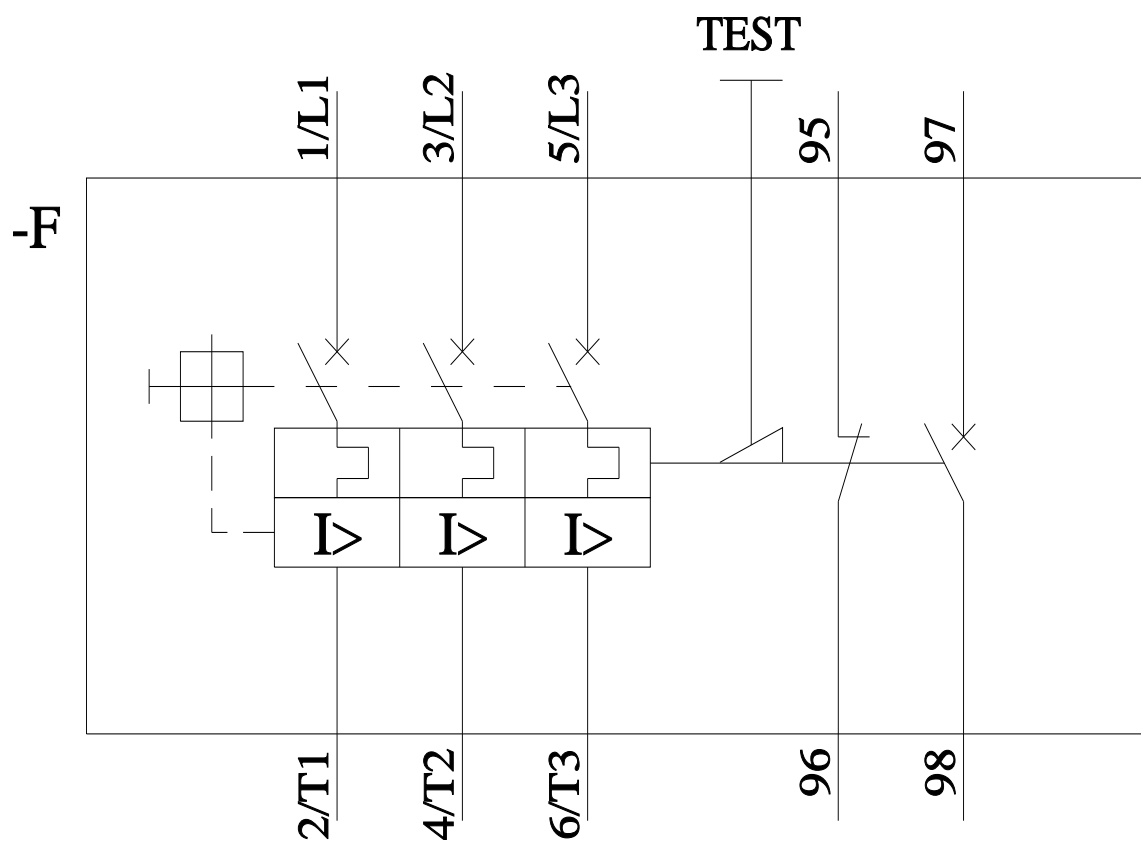 TEST
1/L1
3/L2
5/L3
95
97
-F
I>
I>
I>
2/T1
4/T2
6/T3
96
98